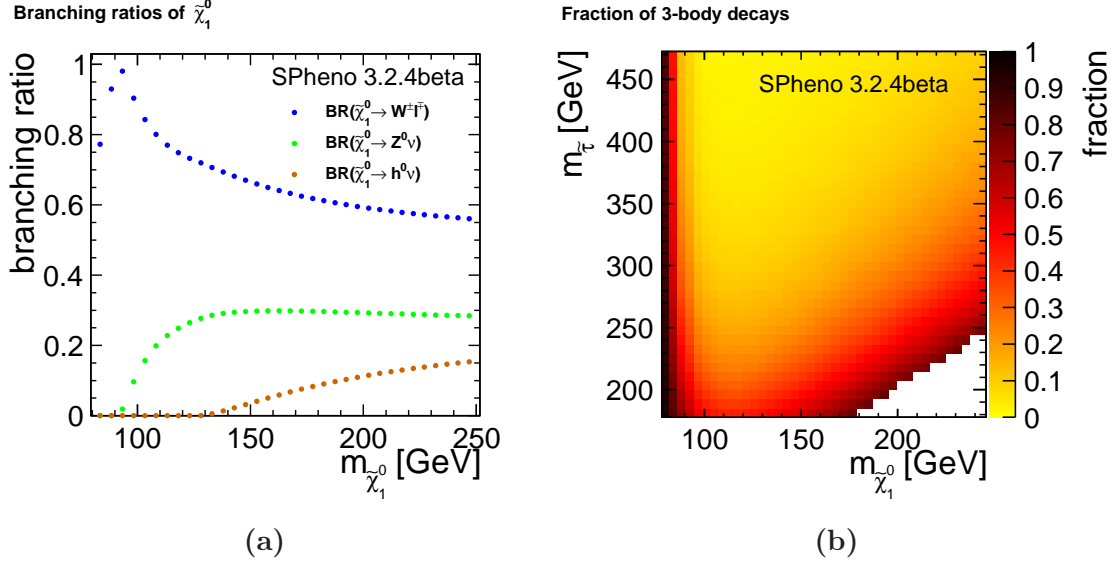 Branching ratios of χ̃₁⁰
branching ratio
1
0.8
0.6
0.4
0.2
0
SPheno 3.2.4beta
BR(χ̃₁⁰→ W±l∓)
BR(χ̃₁⁰→ Z⁰ν)
BR(χ̃₁⁰→ h⁰ν)
100 150 200 250
m_χ̃₁⁰ [GeV]
(a)
Fraction of 3-body decays
m_τ̃ [GeV]
450
400
350
300
250
200
SPheno 3.2.4beta
100 150 200
m_χ̃₁⁰ [GeV]
1
0.9
0.8
0.7
0.6
0.5
0.4
0.3
0.2
0.1
0
fraction
(b)